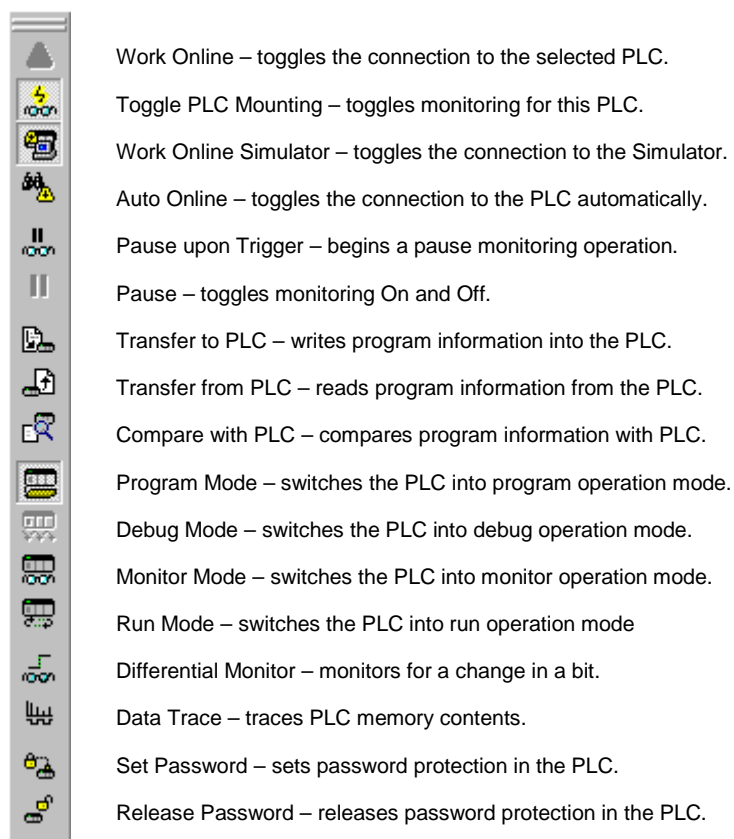 Work Online – toggles the connection to the selected PLC.
Toggle PLC Mounting – toggles monitoring for this PLC.
Work Online Simulator – toggles the connection to the Simulator.
Auto Online – toggles the connection to the PLC automatically.
Pause upon Trigger – begins a pause monitoring operation.
Pause – toggles monitoring On and Off.
Transfer to PLC – writes program information into the PLC.
Transfer from PLC – reads program information from the PLC.
Compare with PLC – compares program information with PLC.
Program Mode – switches the PLC into program operation mode.
Debug Mode – switches the PLC into debug operation mode.
Monitor Mode – switches the PLC into monitor operation mode.
Run Mode – switches the PLC into run operation mode
Differential Monitor – monitors for a change in a bit.
Data Trace – traces PLC memory contents.
Set Password – sets password protection in the PLC.
Release Password – releases password protection in the PLC.